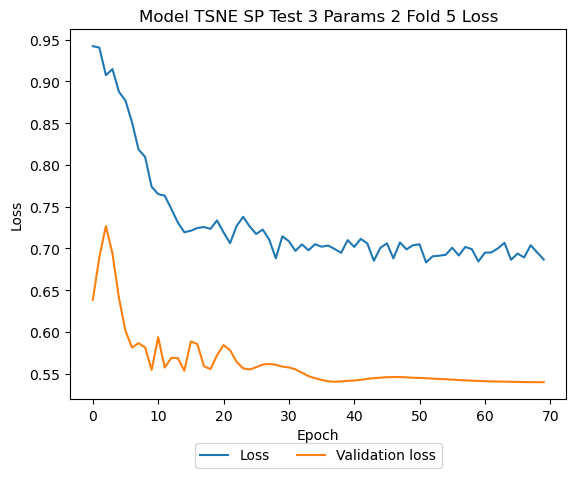 Model TSNE SP Test 3 Params 2 Fold 5 Loss
0.95
0.90
0.85
0.80
0.75
0.70
0.65
0.60
0.55
Loss
0 10 20 30 40 50 60 70
Epoch
Loss Validation loss